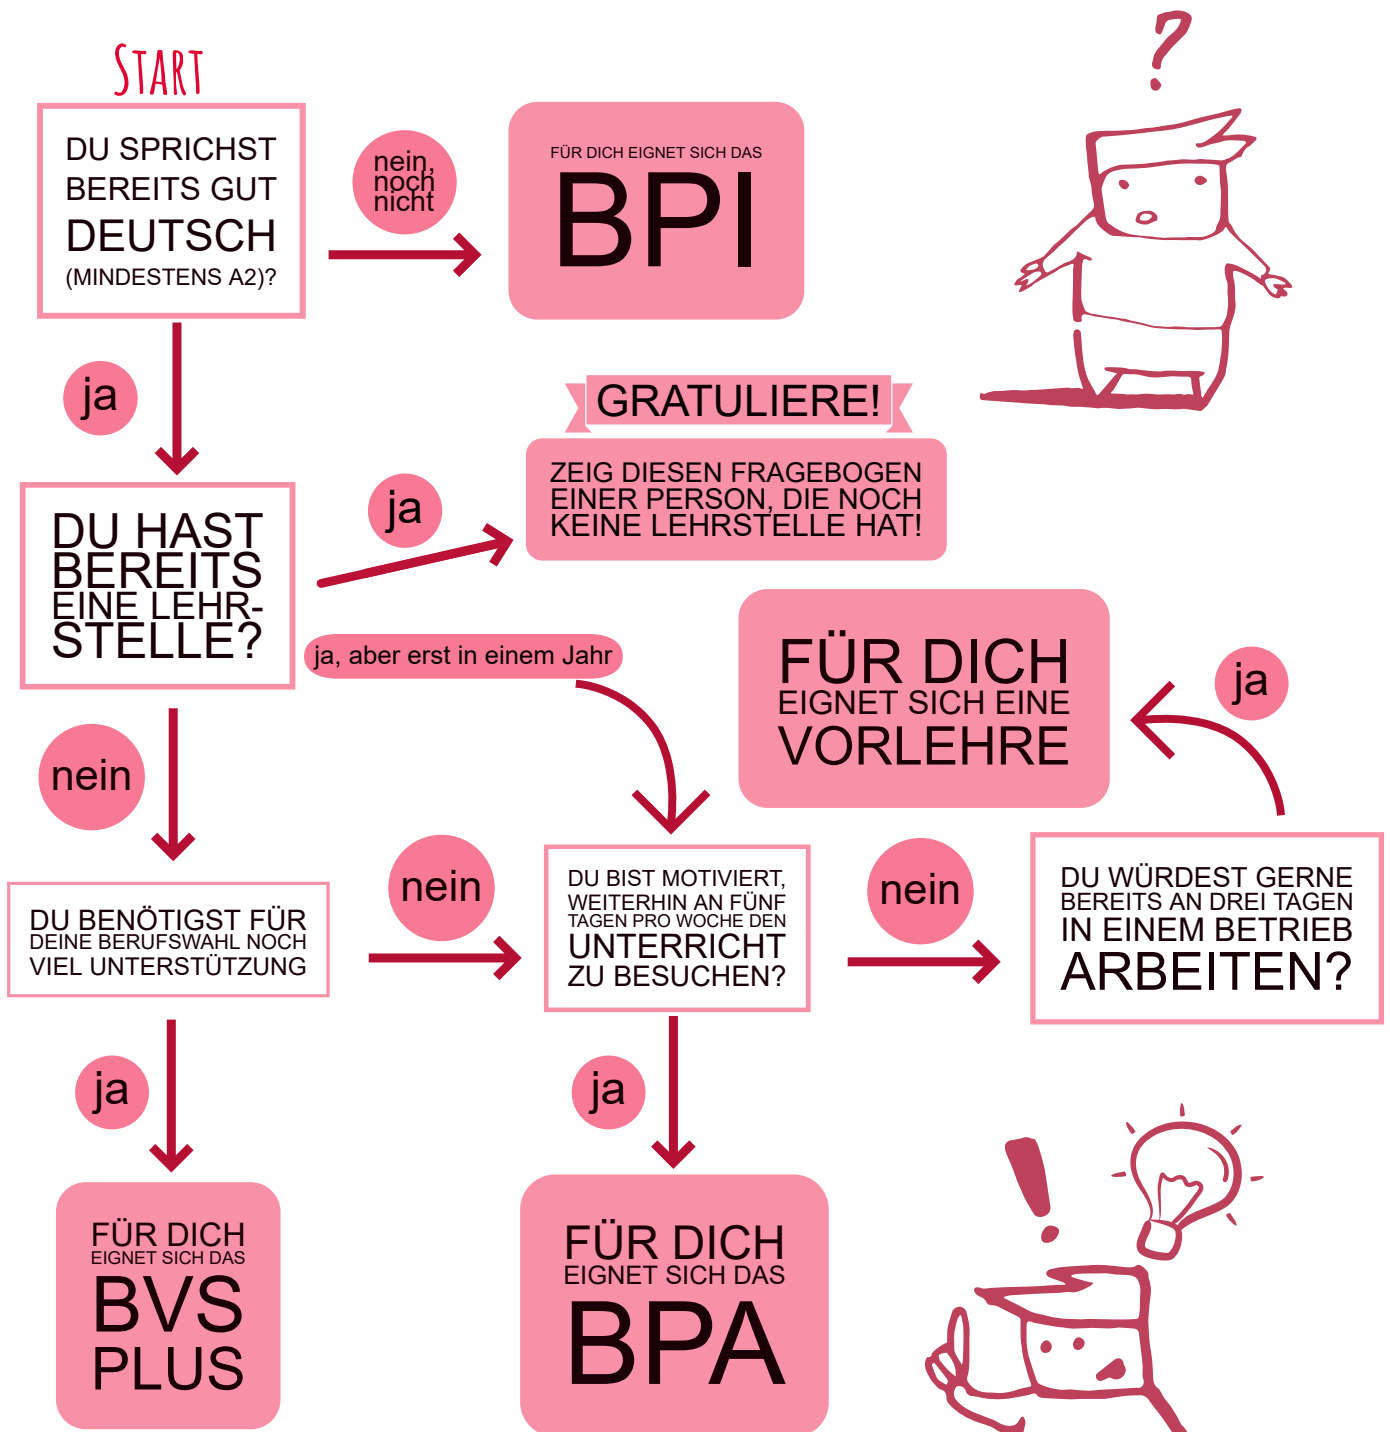 START
DU SPRICHST
BEREITS GUT
DEUTSCH
(MINDESTENS A2)?
nein,
noch
nicht
FÜR DICH EIGNET SICH DAS
BPI
?
ja
GRATULIERE!
ZEIG DIESEN FRAGEBOGEN
EINER PERSON, DIE NOCH
KEINE LEHRSTELLE HAT!
ja
DU HAST
BEREITS
EINE LEHR-
STELLE?
ja, aber erst in einem Jahr
FÜR DICH
EIGNET SICH EINE
VORLEHRE
ja
nein
DU BENÖTIGST FÜR
DEINE BERUFSWAHL NOCH
VIEL UNTERSTÜTZUNG
nein
DU BIST MOTIVIERT,
WEITERHIN AN FÜNF
TAGEN PRO WOCHE DEN
UNTERRICHT
ZU BESUCHEN?
nein
DU WÜRDEST GERNE
BEREITS AN DREI TAGEN
IN EINEM BETRIEB
ARBEITEN?
ja
FÜR DICH
EIGNET SICH DAS
BVS
PLUS
ja
FÜR DICH
EIGNET SICH DAS
BPA
!